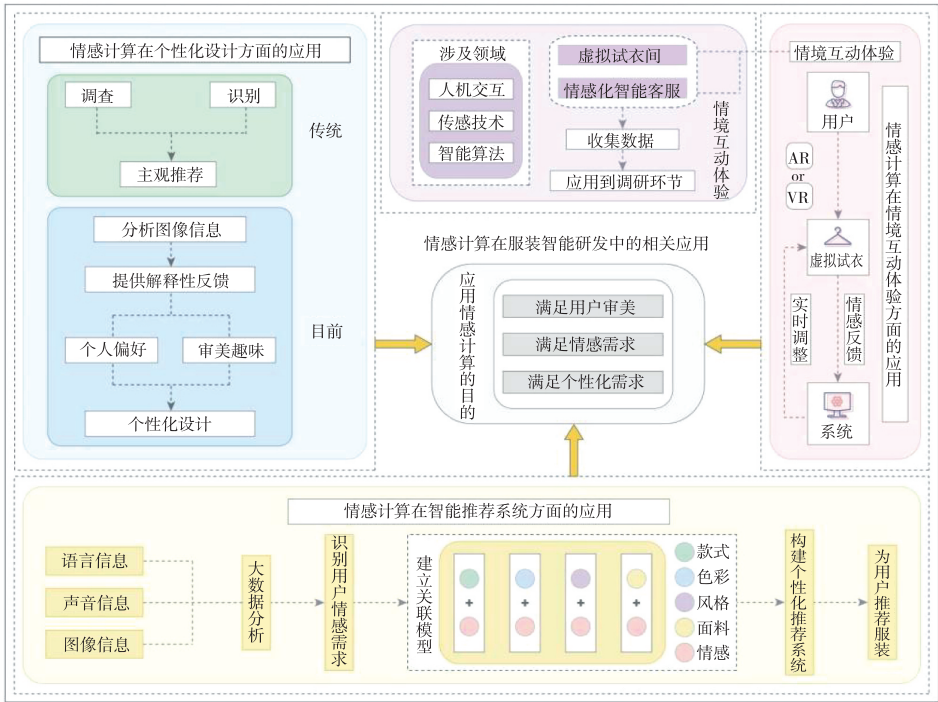 情感计算在个性化设计方面的应用
调查
识别
传统
主观推荐
分析图像信息
提供解释性反馈
目前
个人偏好
审美趣味
个性化设计
涉及领域
人机交互
传感技术
智能算法
虚拟试衣间
情感化智能客服
收集数据
应用到调研环节
情境互动体验
情境互动体验
用户
AR
or
VR
虚拟试衣
实时调整
情感反馈
系统
情感计算在情境互动体验方面的应用
情感计算在服装智能研发中的相关应用
应用情感计算的目的
满足用户审美
满足情感需求
满足个性化需求
情感计算在智能推荐系统方面的应用
语言信息
声音信息
图像信息
大数据分析
识别用户情感需求
建立关联模型
+ + + +
款式
色彩
风格
面料
情感
构建个性化推荐系统
为用户推荐服装